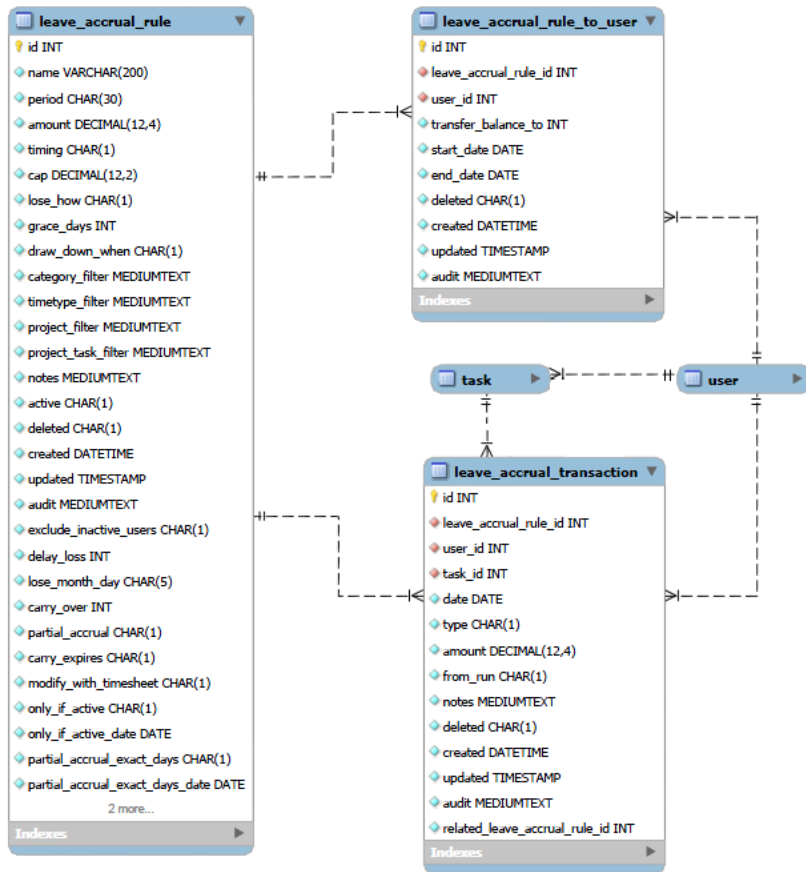 leave_accrual_rule
id INT
name VARCHAR(200)
period CHAR(30)
amount DECIMAL(12,4)
timing CHAR(1)
cap DECIMAL(12,2)
lose_how CHAR(1)
grace_days INT
draw_down_when CHAR(1)
category_filter MEDIUMTEXT
timetype_filter MEDIUMTEXT
project_filter MEDIUMTEXT
project_task_filter MEDIUMTEXT
notes MEDIUMTEXT
active CHAR(1)
deleted CHAR(1)
created DATETIME
updated TIMESTAMP
audit MEDIUMTEXT
exclude_inactive_users CHAR(1)
delay_loss INT
lose_month_day CHAR(5)
carry_over INT
partial_accrual CHAR(1)
carry_expires CHAR(1)
modify_with_timesheet CHAR(1)
only_if_active CHAR(1)
only_if_active_date DATE
partial_accrual_exact_days CHAR(1)
partial_accrual_exact_days_date DATE
2 more...
Indexes
leave_accrual_rule_to_user
id INT
leave_accrual_rule_id INT
user_id INT
transfer_balance_to INT
start_date DATE
end_date DATE
deleted CHAR(1)
created DATETIME
updated TIMESTAMP
audit MEDIUMTEXT
Indexes
task
user
leave_accrual_transaction
id INT
leave_accrual_rule_id INT
user_id INT
task_id INT
date DATE
type CHAR(1)
amount DECIMAL(12,4)
from_run CHAR(1)
notes MEDIUMTEXT
deleted CHAR(1)
created DATETIME
updated TIMESTAMP
audit MEDIUMTEXT
related_leave_accrual_rule_id INT
Indexes